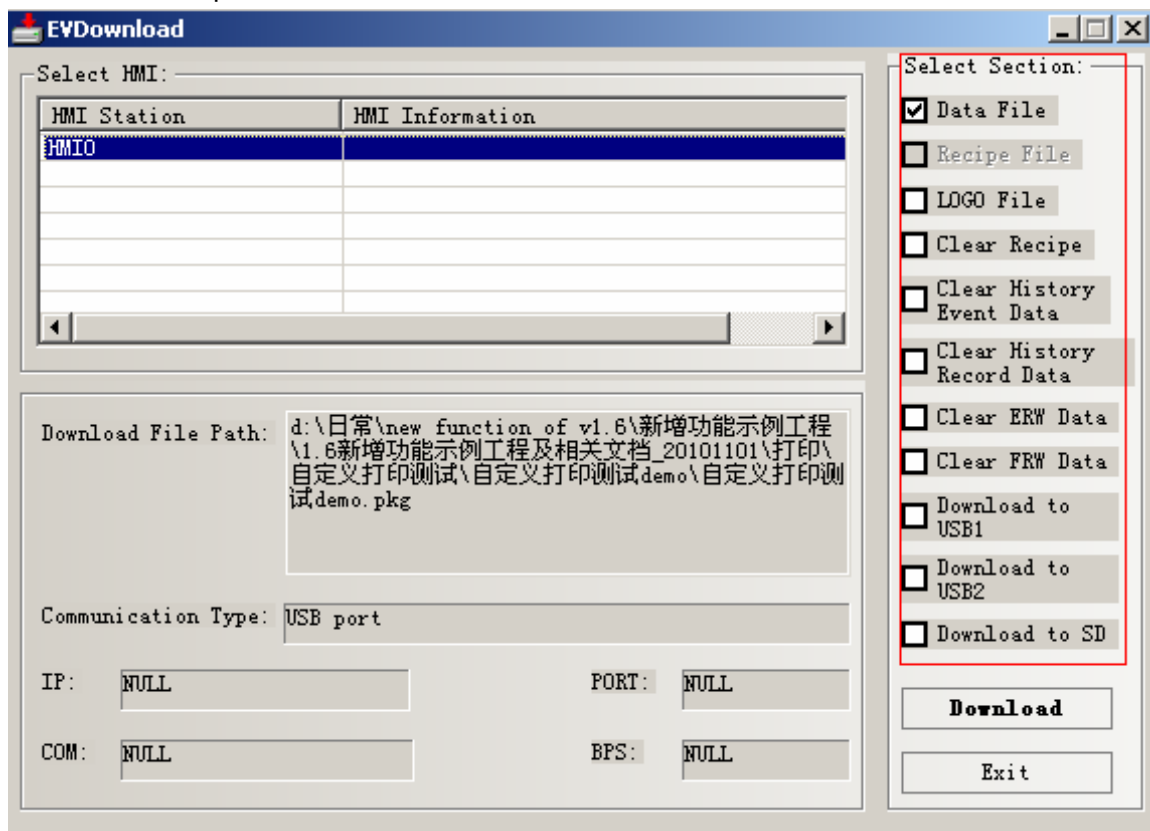 EVDownload
Select HMI:
HMI Station HMI Information
HMI0
Download File Path:
d:\日常\new function of v1.6\新增功能示例工程
\1.6新增功能示例工程及相关文档_20101101\打印\
自定义打印测试\自定义打印测试demo\自定义打印测
试demo.pkg
Communication Type: USB port
IP: NULL PORT: NULL
COM: NULL BPS: NULL
Select Section:
Data File
Recipe File
LOGO File
Clear Recipe
Clear History
Event Data
Clear History
Record Data
Clear ERW Data
Clear FRW Data
Download to
USB1
Download to
USB2
Download to SD
Download
Exit